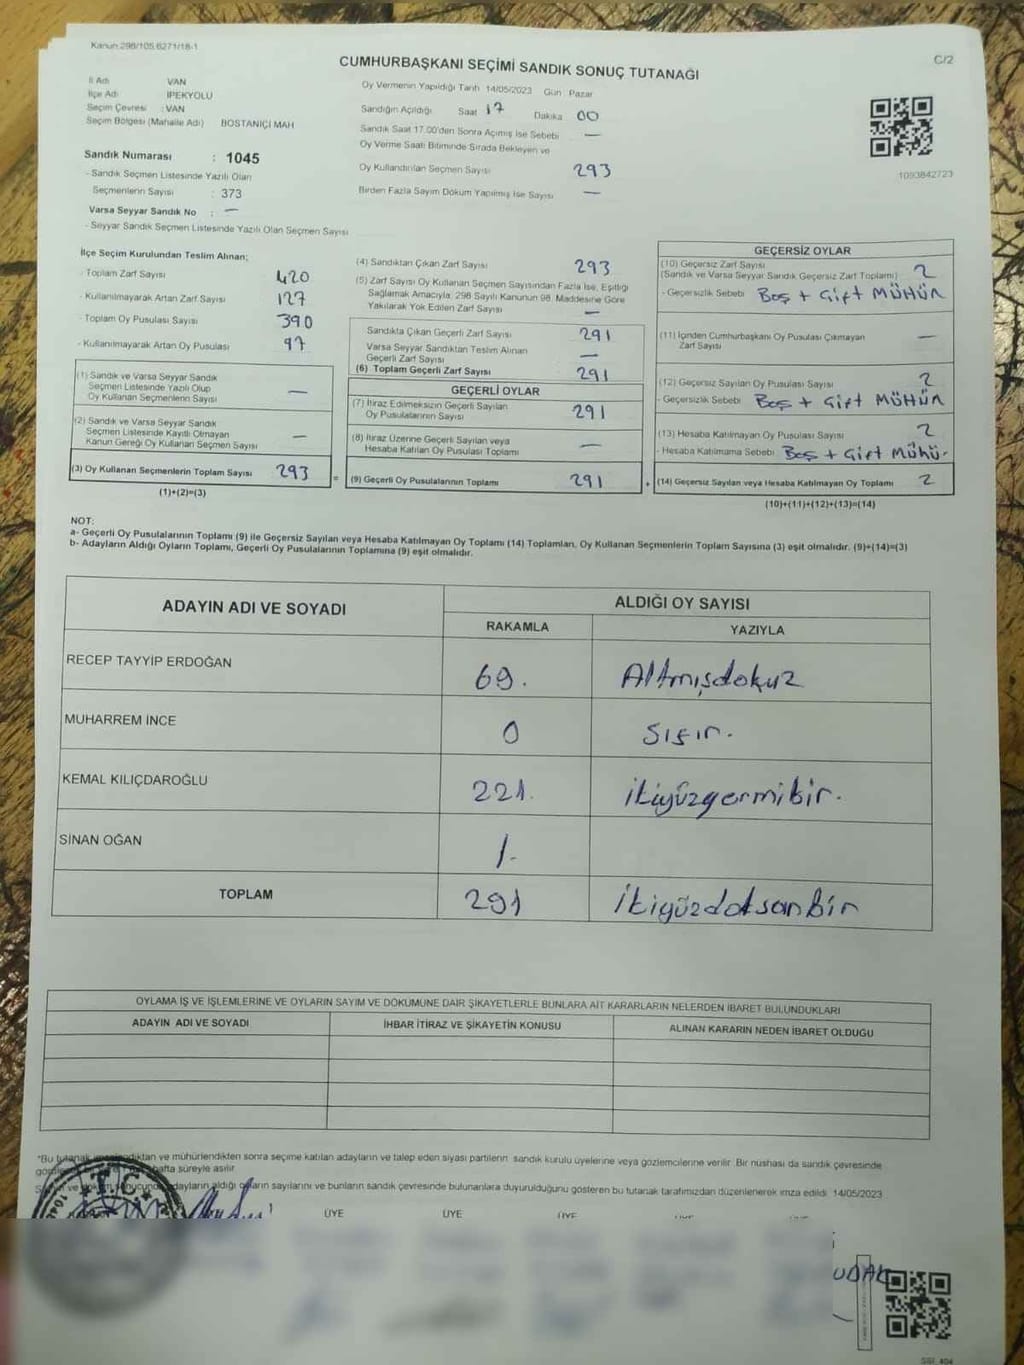 Kanun 298/105.6271/18-1
C/2
CUMHURBAŞKANI SEÇİMİ SANDIK SONUÇ TUTANAĞI
İl Adı VAN
İlçe Adı İPEKYOLU
Seçim Çevresi : VAN
Seçim Bölgesi (Mahalle Adı) BOSTANİÇİ MAH
Sandık Numarası : 1045
- Sandık Seçmen Listesinde Yazılı Olan
Seçmenlerin Sayısı : 373
Varsa Seyyar Sandık No : —
- Seyyar Sandık Seçmen Listesinde Yazılı Olan Seçmen Sayısı
Oy Vermenin Yapıldığı Tarih 14/05/2023 Gün Pazar
Sandığın Açıldığı Saat 17 Dakika 00
Sandık Saat 17.00'den Sonra Açılmış İse Sebebi —
Oy Verme Saati Bitiminde Sırada Bekleyen ve
Oy Kullandırılan Seçmen Sayısı 293
Birden Fazla Sayım Döküm Yapılmış İse Sayısı —
1093842723
İlçe Seçim Kurulundan Teslim Alınan;
- Toplam Zarf Sayısı 420
- Kullanılmayarak Artan Zarf Sayısı 127
- Toplam Oy Pusulası Sayısı 390
- Kullanılmayarak Artan Oy Pusulası 97
(1) Sandık ve Varsa Seyyar Sandık
Seçmen Listesinde Yazılı Olup
Oy Kullanan Seçmenlerin Sayısı —
(2) Sandık ve Varsa Seyyar Sandık
Seçmen Listesinde Kayıtlı Olmayan
Kanun Gereği Oy Kullanan Seçmen Sayısı —
(3) Oy Kullanan Seçmenlerin Toplam Sayısı 293
(1)+(2)=(3)
(4) Sandıktan Çıkan Zarf Sayısı 293
(5) Zarf Sayısı Oy Kullanan Seçmen Sayısından Fazla İse, Eşitliği
Sağlamak Amacıyla, 298 Sayılı Kanunun 98. Maddesine Göre
Yakılarak Yok Edilen Zarf Sayısı —
Sandıkta Çıkan Geçerli Zarf Sayısı 291
Varsa Seyyar Sandıktan Teslim Alınan
Geçerli Zarf Sayısı —
(6) Toplam Geçerli Zarf Sayısı 291
GEÇERLİ OYLAR
(7) İtiraz Edilmeksizin Geçerli Sayılan
Oy Pusulalarının Sayısı 291
(8) İtiraz Üzerine Geçerli Sayılan veya
Hesaba Katılan Oy Pusulası Toplamı —
= (9) Geçerli Oy Pusulalarının Toplamı 291
GEÇERSİZ OYLAR
(10) Geçersiz Zarf Sayısı
(Sandık ve Varsa Seyyar Sandık Geçersiz Zarf Toplamı) 2
- Geçersizlik Sebebi Boş + Gift MÜHÜR
(11) İçinden Cumhurbaşkanı Oy Pusulası Çıkmayan
Zarf Sayısı —
(12) Geçersiz Sayılan Oy Pusulası Sayısı 2
- Geçersizlik Sebebi Boş + Gift MÜHÜR
(13) Hesaba Katılmayan Oy Pusulası Sayısı 2
- Hesaba Katılmama Sebebi Boş + Gift Mühü-
+ (14) Geçersiz Sayılan veya Hesaba Katılmayan Oy Toplamı 2
(10)+(11)+(12)+(13)=(14)
NOT:
a- Geçerli Oy Pusulalarının Toplamı (9) ile Geçersiz Sayılan veya Hesaba Katılmayan Oy Toplamı (14) Toplamları, Oy Kullanan Seçmenlerin Toplam Sayısına (3) eşit olmalıdır. (9)+(14)=(3)
b- Adayların Aldığı Oyların Toplamı, Geçerli Oy Pusulalarının Toplamına (9) eşit olmalıdır.
ADAYIN ADI VE SOYADI ALDIĞI OY SAYISI
RAKAMLA YAZIYLA
RECEP TAYYİP ERDOĞAN 69. Altmışdokuz
MUHARREM İNCE 0 Sıfır.
KEMAL KILIÇDAROĞLU 221. ikiyüzyermibir.
SİNAN OĞAN 1.
TOPLAM 291 İkiyüzdoksanbir
OYLAMA İŞ VE İŞLEMLERİNE VE OYLARIN SAYIM VE DÖKÜMÜNE DAİR ŞİKAYETLERLE BUNLARA AİT KARARLARIN NELERDEN İBARET BULUNDUKLARI
ADAYIN ADI VE SOYADI İHBAR İTİRAZ VE ŞİKAYETİN KONUSU ALINAN KARARIN NEDEN İBARET OLDUĞU
*Bu ve mühürlendikten sonra seçime katılan adayların ve talep eden siyasi partilerin sandık kurulu üyelerine veya gözlemcilerine verilir. Bir nüshası da sandık çevresinde
hafta süreyle asılır.
adayların aldığı oyların sayılarını ve bunların sandık çevresinde bulunanlara duyurulduğunu gösteren bu tutanak tarafımızdan düzenlenerek imza edildi. 14/05/2023
T.C.
ÜYE ÜYE ÜYE